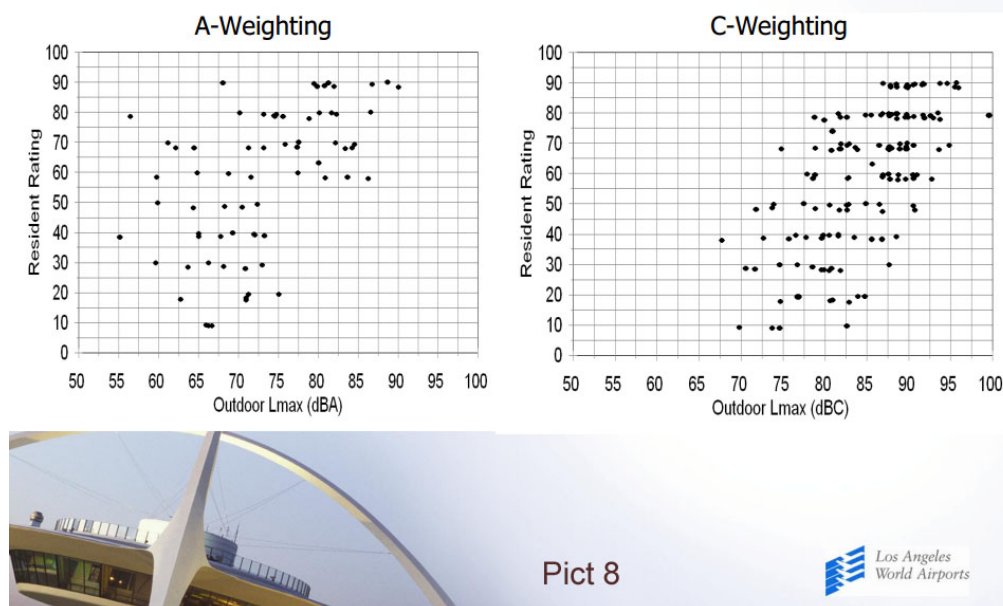 A-Weighting
100
90
80
70
60
50
40
30
20
10
0
Resident Rating
50 55 60 65 70 75 80 85 90 95 100
Outdoor Lmax (dBA)
C-Weighting
100
90
80
70
60
50
40
30
20
10
0
Resident Rating
50 55 60 65 70 75 80 85 90 95 100
Outdoor Lmax (dBC)
Pict 8
Los Angeles
World Airports